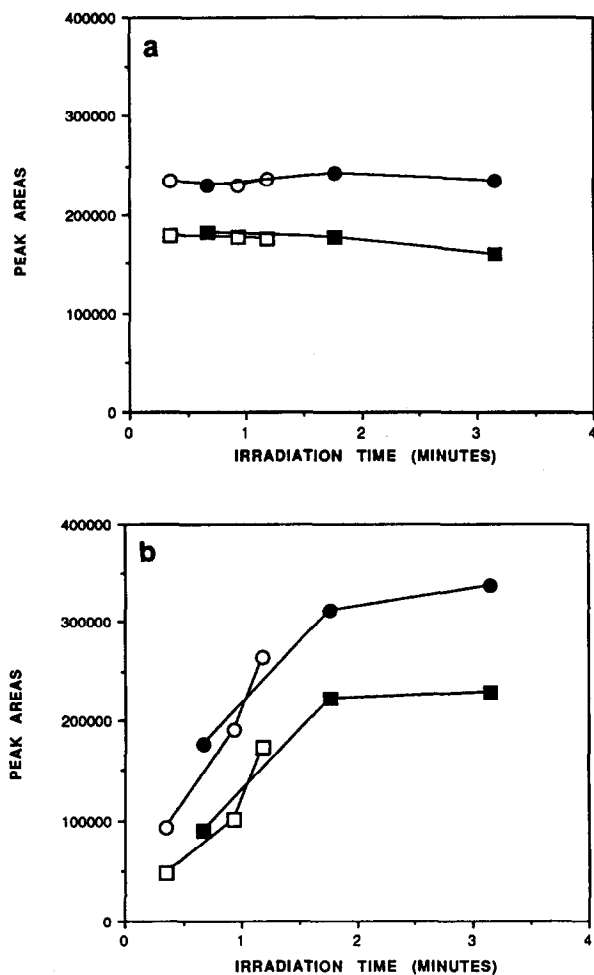 400000
a
300000
200000
100000
0
PEAK AREAS
0 1 2 3 4
IRRADIATION TIME (MINUTES)
400000
b
300000
200000
100000
0
PEAK AREAS
0 1 2 3 4
IRRADIATION TIME (MINUTES)